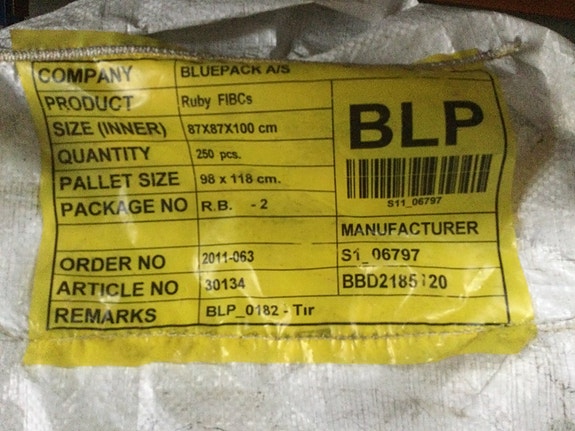 COMPANY BLUEPACK A/S
PRODUCT Ruby FIBCs
SIZE (INNER) 87X87X100 cm
QUANTITY 250 pcs.
PALLET SIZE 98 x 118 cm.
PACKAGE NO R.B. - 2
ORDER NO 2011-063
ARTICLE NO 30134
REMARKS BLP_0182 - Tır
BLP
S11_06797
MANUFACTURER
S1_06797